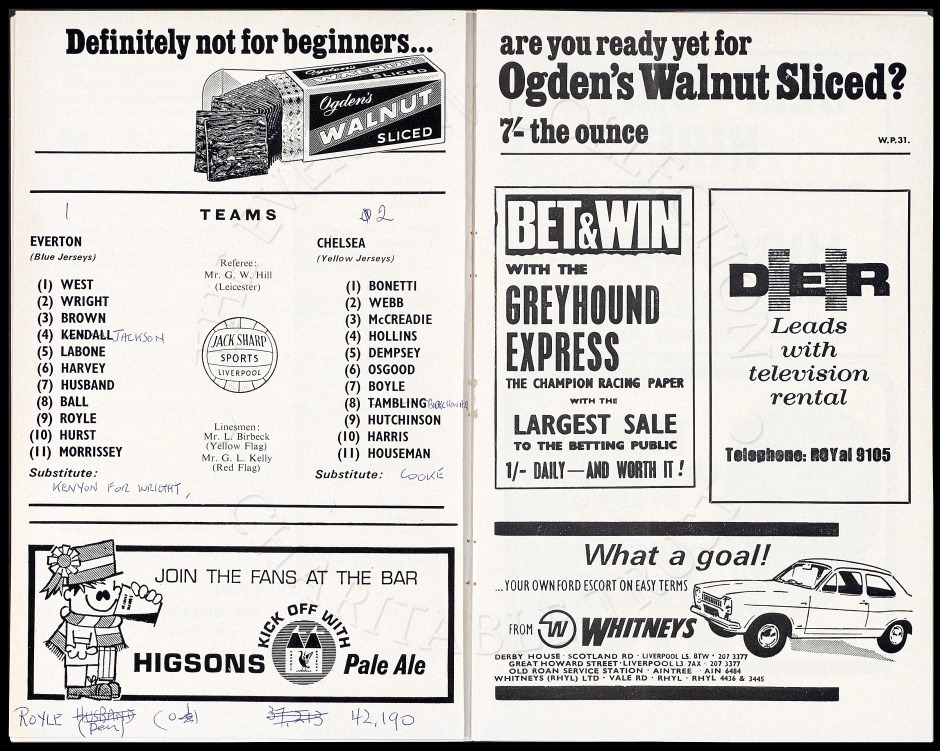 Definitely not for beginners...
Ogden's
WALNUT
SLICED
Ogden's
WALNUT
SLICED
1 TEAMS 2
EVERTON
(Blue Jerseys)
(1) WEST
(2) WRIGHT
(3) BROWN
(4) KENDALL JACKSON
(5) LABONE
(6) HARVEY
(7) HUSBAND
(8) BALL
(9) ROYLE
(10) HURST
(11) MORRISSEY
Substitute:
KENYON FOR WRIGHT,
Referee:
Mr. G. W. Hill
(Leicester)
JACK SHARP
SPORTS
LIVERPOOL
Linesmen:
Mr. L. Birbeck
(Yellow Flag)
Mr. G. L. Kelly
(Red Flag)
CHELSEA
(Yellow Jerseys)
(1) BONETTI
(2) WEBB
(3) McCREADIE
(4) HOLLINS
(5) DEMPSEY
(6) OSGOOD
(7) BOYLE
(8) TAMBLING
(9) HUTCHINSON
(10) HARRIS
(11) HOUSEMAN
Substitute: COOKE
JOIN THE FANS AT THE BAR
KICK OFF WITH
HIGSONS Pale Ale
ROYLE HUSBAND
(Pen)
42,190
are you ready yet for
Ogden's Walnut Sliced?
7/- the ounce
W.P.31.
BET & WIN
WITH THE
GREYHOUND
EXPRESS
THE CHAMPION RACING PAPER
WITH THE
LARGEST SALE
TO THE BETTING PUBLIC
1/- DAILY—AND WORTH IT!
DER
Leads
with
television
rental
Telephone: ROYal 9105
What a goal!
...YOUR OWN FORD ESCORT ON EASY TERMS
FROM W WHITNEYS
DERBY HOUSE · SCOTLAND RD · LIVERPOOL L5. 8TW · 207 3377
GREAT HOWARD STREET · LIVERPOOL L3 7AX · 207 3377
OLD ROAN SERVICE STATION · AINTREE · AIN 6484
WHITNEYS (RHYL) LTD · VALE RD · RHYL · RHYL 4436 & 3445
THE EVERTON COLLECTION
CHARITABLE TRUST